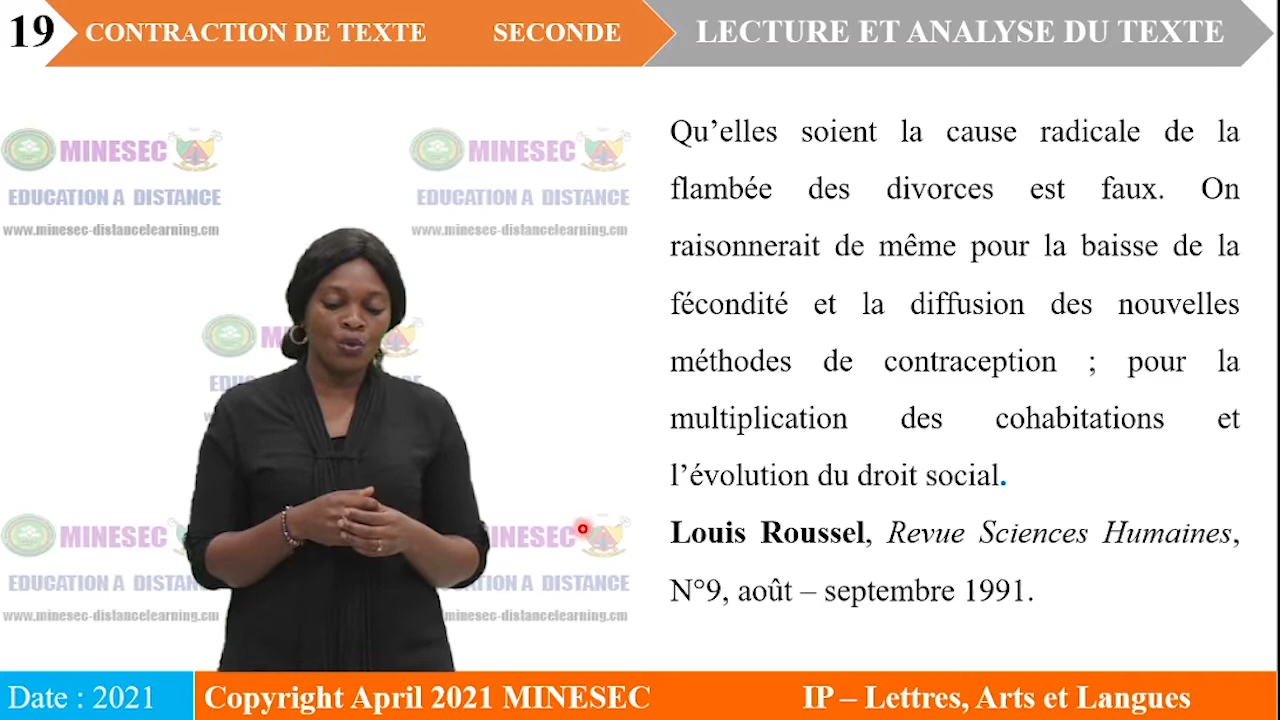 19 CONTRACTION DE TEXTE SECONDE LECTURE ET ANALYSE DU TEXTE
Qu’elles soient la cause radicale de la
flambée des divorces est faux. On
raisonnerait de même pour la baisse de la
fécondité et la diffusion des nouvelles
méthodes de contraception ; pour la
multiplication des cohabitations et
l’évolution du droit social.
Louis Roussel, Revue Sciences Humaines,
N°9, août – septembre 1991.
MINESEC
EDUCATION A DISTANCE
www.minesec-distancelearning.cm
MINESEC
EDUCATION A DISTANCE
www.minesec-distancelearning.cm
MINESEC
EDUCATION A DISTANCE
www.minesec-distancelearning.cm
Date : 2021
Copyright April 2021 MINESEC
IP – Lettres, Arts et Langues